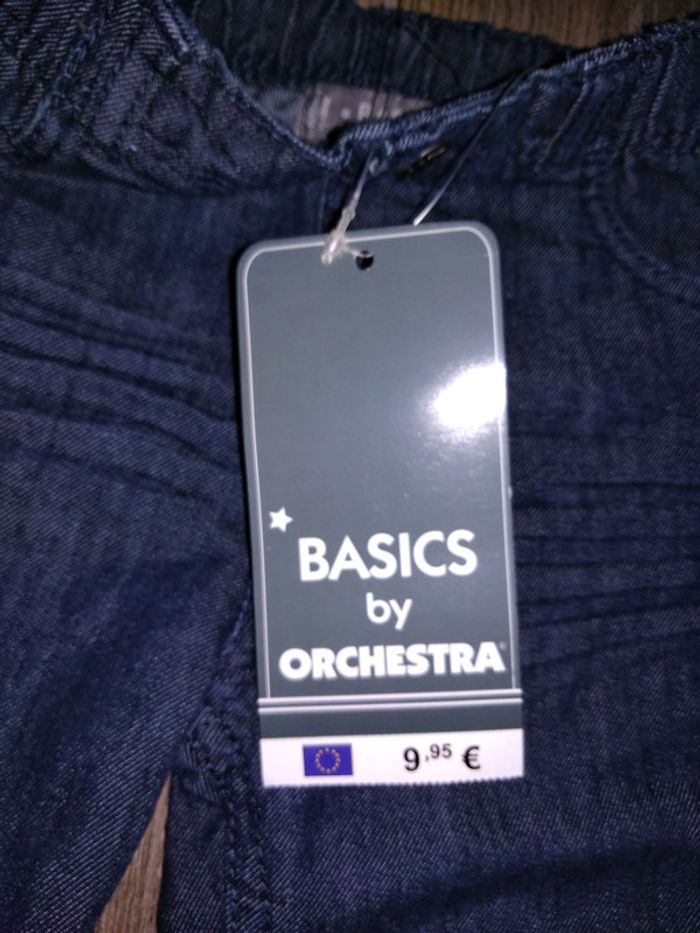 BASICS
by
ORCHESTRA
9,95 €